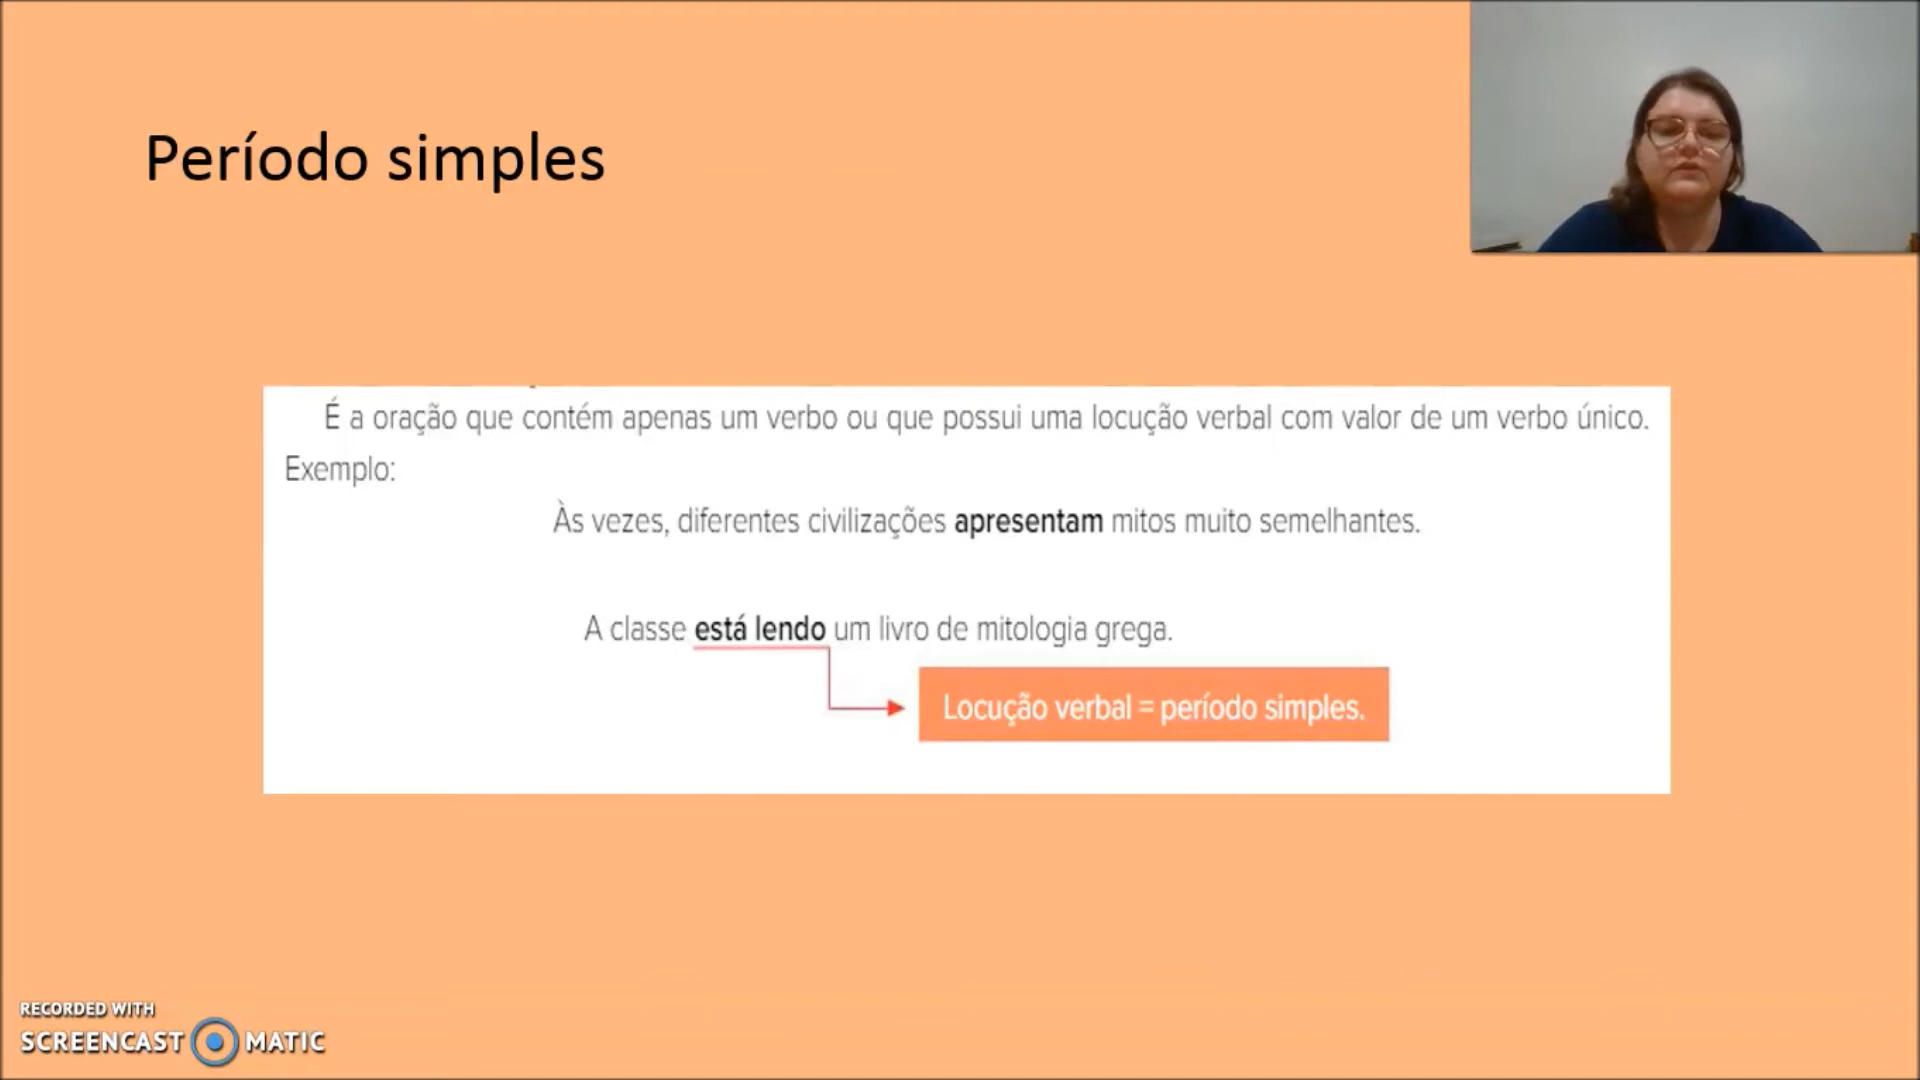 Período simples
É a oração que contém apenas um verbo ou que possui uma locução verbal com valor de um verbo único.
Exemplo:
Às vezes, diferentes civilizações apresentam mitos muito semelhantes.
A classe está lendo um livro de mitologia grega.
Locução verbal = período simples.
RECORDED WITH
SCREENCAST MATIC